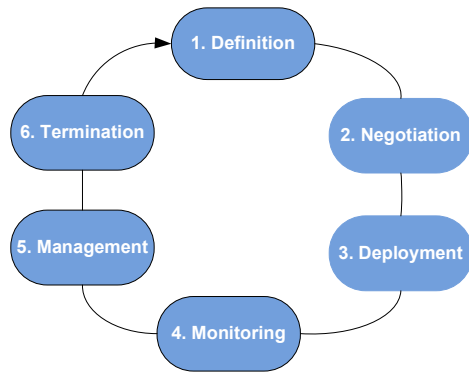 1. Definition
2. Negotiation
3. Deployment
4. Monitoring
5. Management
6. Termination